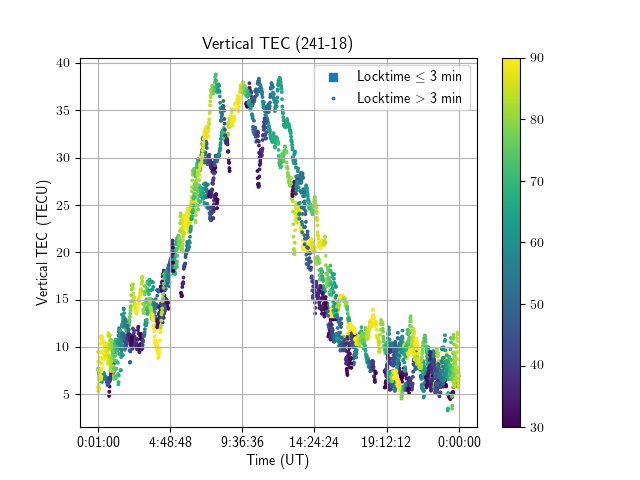 Vertical TEC (241-18)
Locktime ≤ 3 min
Locktime > 3 min
Vertical TEC (TECU)
40
35
30
25
20
15
10
5
0:01:00 4:48:48 9:36:36 14:24:24 19:12:12 0:00:00
Time (UT)
90
80
70
60
50
40
30